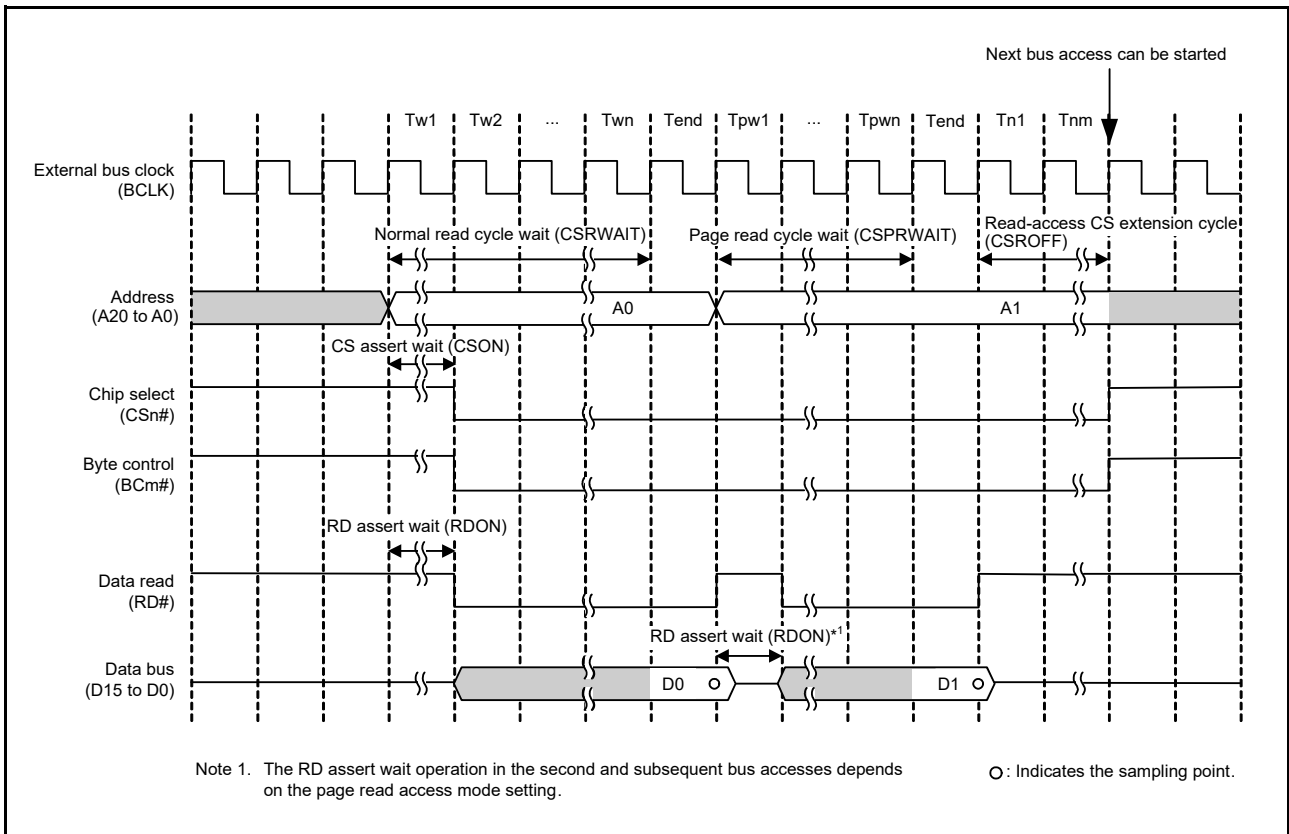 Next bus access can be started
Tw1 Tw2 ... Twn Tend Tpw1 ... Tpwn Tend Tn1 Tnm
External bus clock
(BCLK)
Normal read cycle wait (CSRWAIT)
Page read cycle wait (CSPRWAIT)
Read-access CS extension cycle
(CSROFF)
Address
(A20 to A0)
A0
A1
CS assert wait (CSON)
Chip select
(CSn#)
Byte control
(BCm#)
RD assert wait (RDON)
Data read
(RD#)
RD assert wait (RDON)*1
Data bus
(D15 to D0)
D0
D1
Note 1. The RD assert wait operation in the second and subsequent bus accesses depends
on the page read access mode setting.
: Indicates the sampling point.